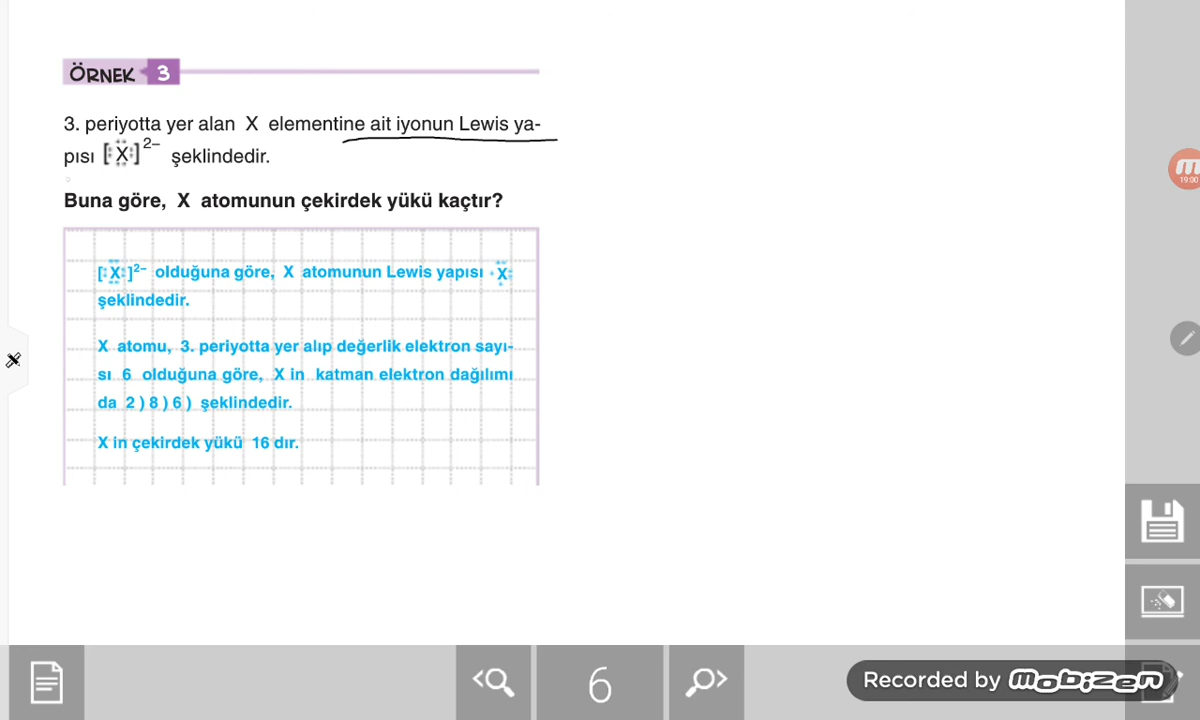 ÖRNEK 3
3. periyotta yer alan X elementine ait iyonun Lewis ya-
pısı [:Ẍ:]2– şeklindedir.
Buna göre, X atomunun çekirdek yükü kaçtır?
[:Ẍ:]2– olduğuna göre, X atomunun Lewis yapısı ·Ẍ:
şeklindedir.
X atomu, 3. periyotta yer alıp değerlik elektron sayı-
sı 6 olduğuna göre, X in katman elektron dağılımı
da 2 ) 8 ) 6 ) şeklindedir.
X in çekirdek yükü 16 dır.
19:00
6
Recorded by mobizen